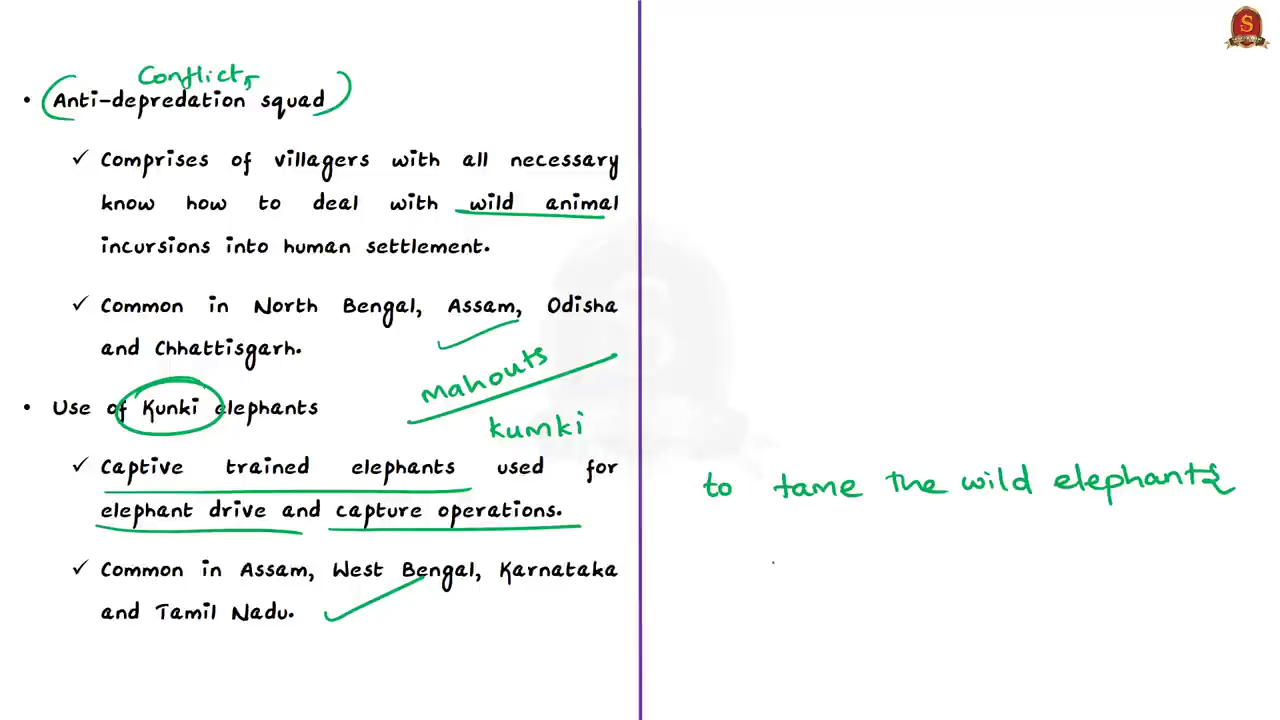 Conflict
• Anti-depredation squad
✓ Comprises of villagers with all necessary
know how to deal with wild animal
incursions into human settlement.
✓ Common in North Bengal, Assam, Odisha
and Chhattisgarh.
mahouts
• Use of Kunki elephants
kumki
✓ Captive trained elephants used for
elephant drive and capture operations.
✓ Common in Assam, West Bengal, Karnataka
and Tamil Nadu.
to tame the wild elephants
S